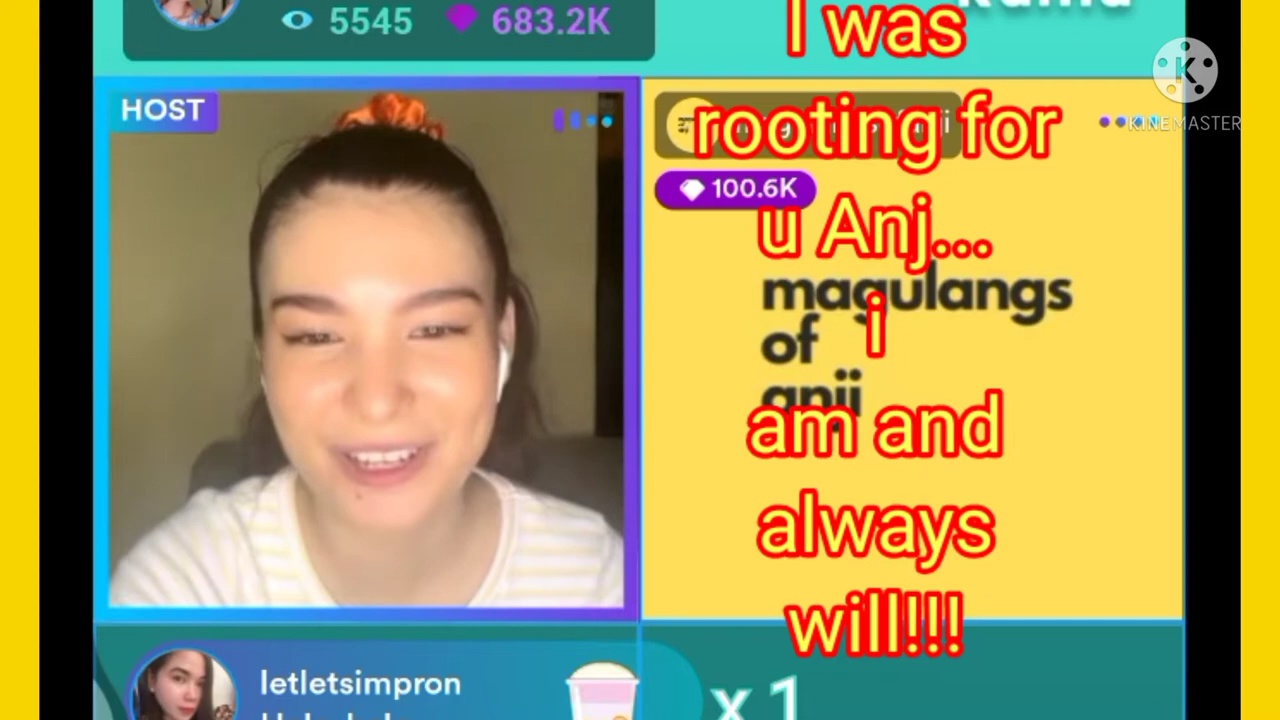 5545 683.2K
I was
HOST
rooting for
KINEMASTER
100.6K
u Anj...
magulangs
i
of
anji
am and
always
will!!!
letletsimpron
x 1